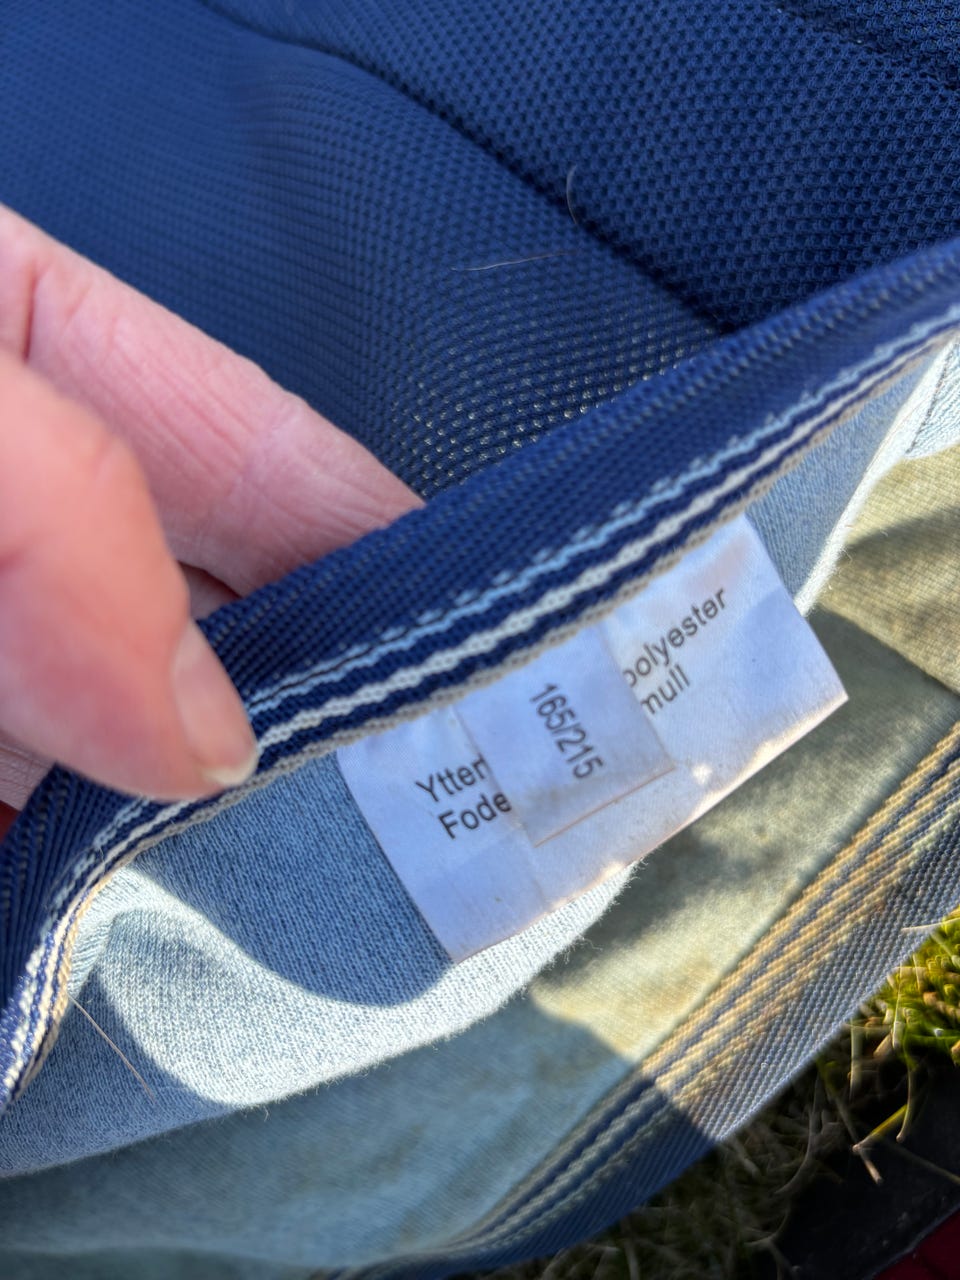 Ytter polyester
Fode mull
165/215